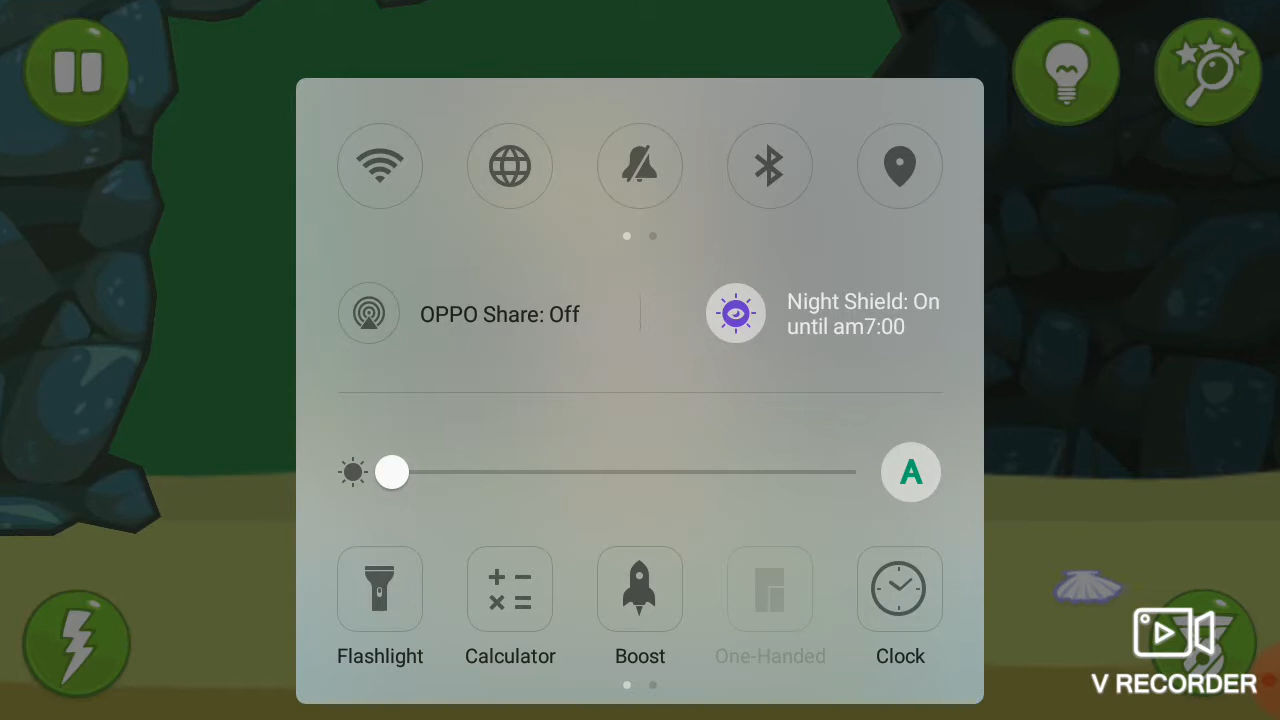 OPPO Share: Off
Night Shield: On
until am7:00
A
Flashlight
Calculator
Boost
One-Handed
Clock
V RECORDER